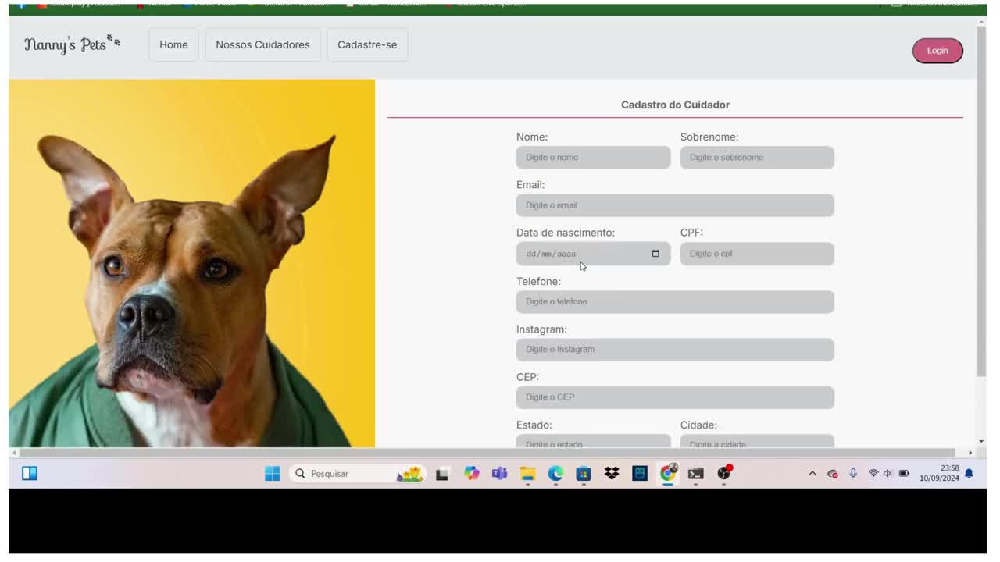 Nanny's Pets
Home
Nossos Cuidadores
Cadastre-se
Login
Cadastro do Cuidador
Nome:
Sobrenome:
Digite o nome
Digite o sobrenome
Email:
Digite o email
Data de nascimento:
CPF:
dd/mm/aaaa
Digite o cpf
Telefone:
Digite o telefone
Instagram:
Digite o Instagram
CEP:
Digite o CEP
Estado:
Cidade:
Digite o estado
Digite a cidade
Pesquisar
23:58
10/09/2024